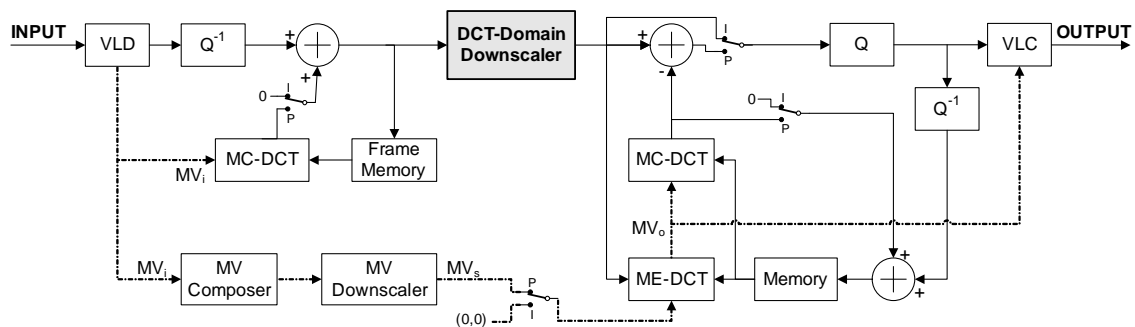 INPUT
VLD
Q⁻¹
+
+
0
I
P
DCT-Domain
Downscaler
+
-
I
P
Q
VLC
OUTPUT
Q⁻¹
0
I
P
MC-DCT
Frame
Memory
MVᵢ
MC-DCT
MVₒ
MVᵢ
MV
Composer
MV
Downscaler
MVₛ
P
I
(0,0)
ME-DCT
Memory
+
+